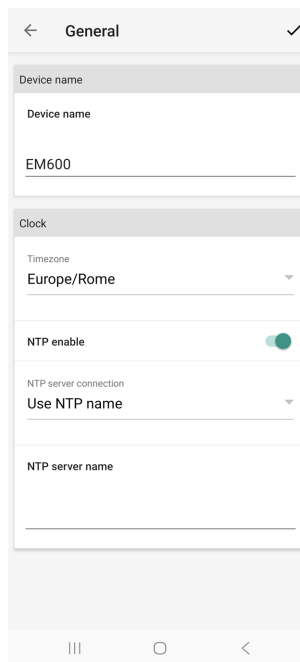 General
Device name
Device name
EM600
Clock
Timezone
Europe/Rome
NTP enable
NTP server connection
Use NTP name
NTP server name